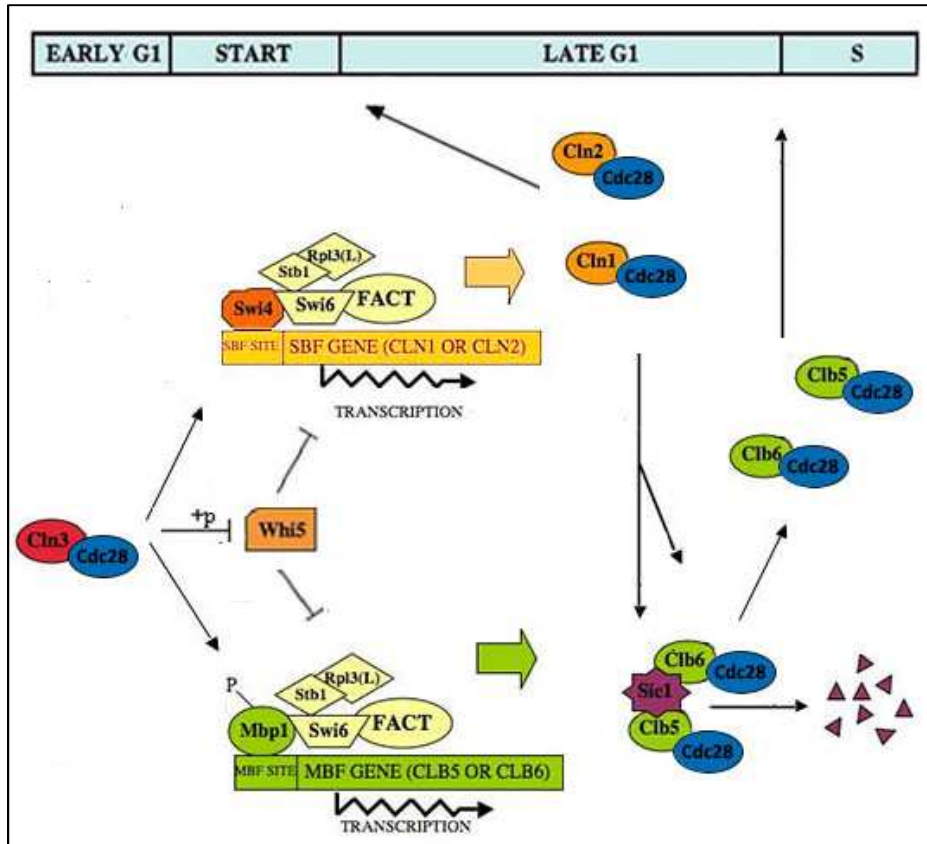 EARLY G1
START
LATE G1
S
Cln2
Cdc28
Cln1
Cdc28
Rpl3(L)
Stb1
Swi4
Swi6
FACT
SBF SITE
SBF GENE (CLN1 OR CLN2)
TRANSCRIPTION
Clb5
Cdc28
Clb6
Cdc28
+p
Whi5
Cln3
Cdc28
P
Rpl3(L)
Stb1
Mbp1
Swi6
FACT
MBF SITE
MBF GENE (CLB5 OR CLB6)
TRANSCRIPTION
Clb6
Cdc28
Sic1
Clb5
Cdc28